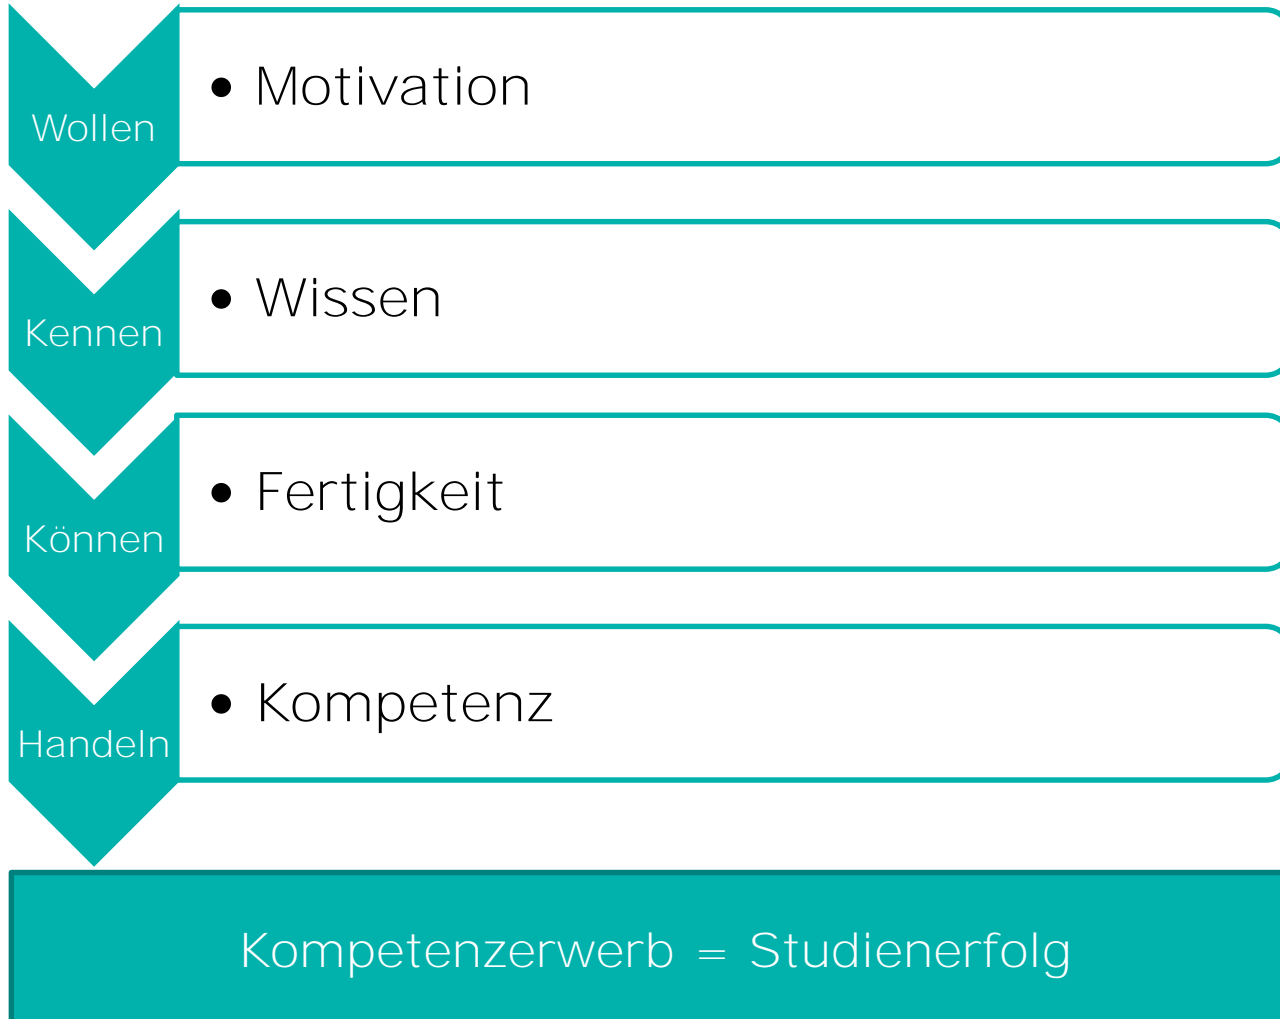 Wollen
• Motivation
Kennen
• Wissen
Können
• Fertigkeit
Handeln
• Kompetenz
Kompetenzerwerb = Studienerfolg